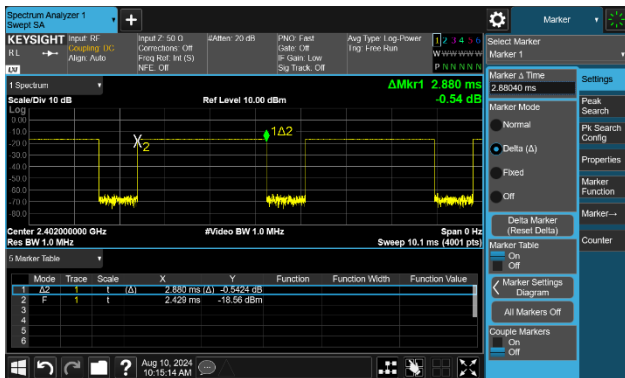 Spectrum Analyzer 1
Swept SA
+
Marker
KEYSIGHT Input: RF Input Z: 50 Ω #Atten: 20 dB PNO: Fast Avg Type: Log-Power 1 2 3 4 5 6
RL Coupling: DC Corrections: Off Gate: Off Trig: Free Run W W W W W W
Align: Auto Freq Ref: Int (S) IF Gain: Low P N N N N N
LXI NFE: Off Sig Track: Off
Select Marker
Marker 1
1 Spectrum
ΔMkr1 2.880 ms
Scale/Div 10 dB Ref Level 10.00 dBm -0.54 dB
Log
0.00
-10.0
-20.0
-30.0
-40.0
-50.0
-60.0
-70.0
-80.0
X2
1Δ2
Center 2.402000000 GHz #Video BW 1.0 MHz Span 0 Hz
Res BW 1.0 MHz Sweep 10.1 ms (4001 pts)
5 Marker Table
Mode Trace Scale X Y Function Function Width Function Value
1 Δ2 1 t (Δ) 2.880 ms (Δ) -0.5424 dB
2 F 1 t 2.429 ms -18.56 dBm
3
4
5
6
Marker Δ Time
2.88040 ms
Marker Mode
Normal
Delta (Δ)
Fixed
Off
Delta Marker
(Reset Delta)
Marker Table
On
Off
Marker Settings
Diagram
All Markers Off
Couple Markers
On
Off
Settings
Peak
Search
Pk Search
Config
Properties
Marker
Function
Marker→
Counter
?
Aug 10, 2024
10:15:14 AM